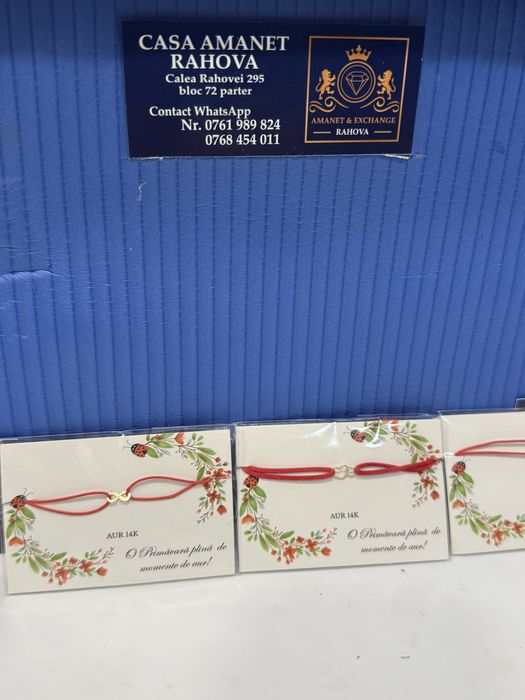 CASA AMANET
RAHOVA
Calea Rahovei 295
bloc 72 parter
Contact WhatsApp
Nr. 0761 989 824
0768 454 011
AMANET & EXCHANGE
RAHOVA
AUR 14K
O Primăvară plină de
momente de aur!
AUR 14K
O Primăvară plină de
momente de aur!